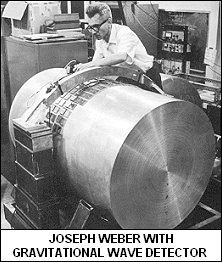 JOSEPH WEBER WITH
GRAVITATIONAL WAVE DETECTOR